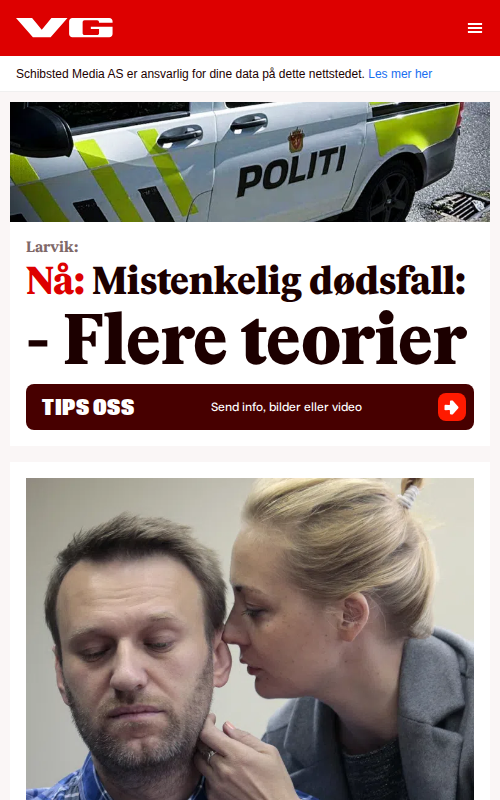 VG
Schibsted Media AS er ansvarlig for dine data på dette nettstedet. Les mer her
POLITI
Larvik:
Nå: Mistenkelig dødsfall:
- Flere teorier
TIPS OSS
Send info, bilder eller video